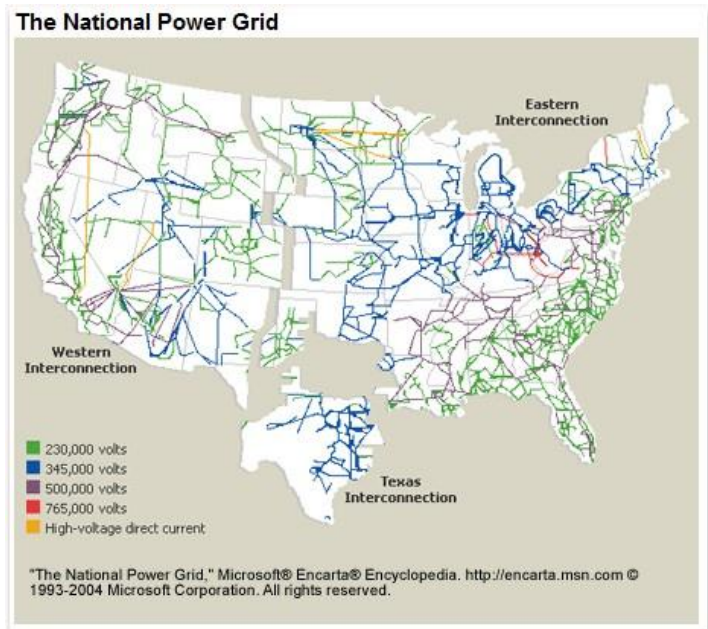 The National Power Grid
Eastern
Interconnection
Western
Interconnection
230,000 volts
345,000 volts
500,000 volts
765,000 volts
High-voltage direct current
Texas
Interconnection
"The National Power Grid," Microsoft® Encarta® Encyclopedia. http://encarta.msn.com ©
1993-2004 Microsoft Corporation. All rights reserved.